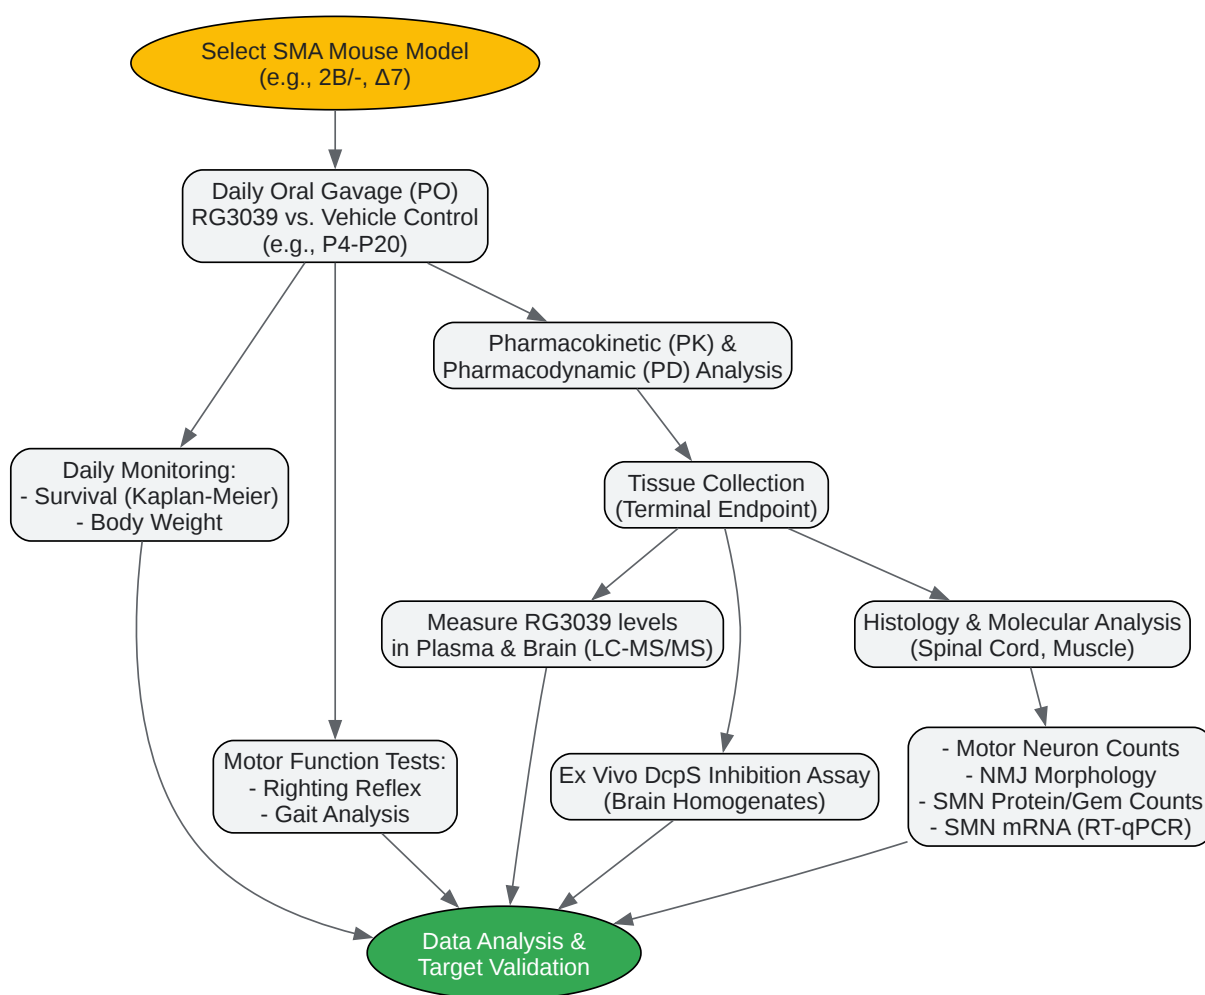 Select SMA Mouse Model
(e.g., 2B/-, Δ7)
Daily Oral Gavage (PO)
RG3039 vs. Vehicle Control
(e.g., P4-P20)
Pharmacokinetic (PK) &
Pharmacodynamic (PD) Analysis
Daily Monitoring:
- Survival (Kaplan-Meier)
- Body Weight
Tissue Collection
(Terminal Endpoint)
Measure RG3039 levels
in Plasma & Brain (LC-MS/MS)
Histology & Molecular Analysis
(Spinal Cord, Muscle)
Motor Function Tests:
- Righting Reflex
- Gait Analysis
Ex Vivo DcpS Inhibition Assay
(Brain Homogenates)
- Motor Neuron Counts
- NMJ Morphology
- SMN Protein/Gem Counts
- SMN mRNA (RT-qPCR)
Data Analysis &
Target Validation